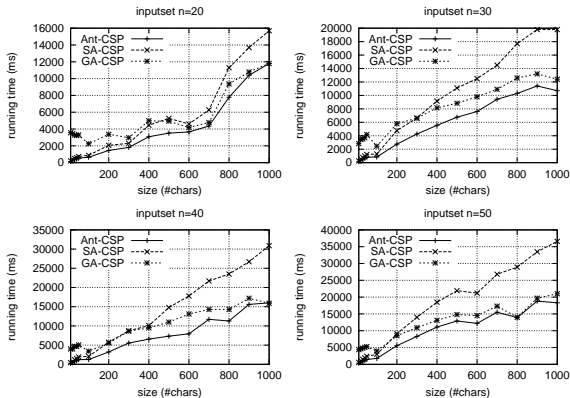 inputset n=20
running time (ms)
16000
14000
12000
10000
8000
6000
4000
2000
0
Ant-CSP
SA-CSP
GA-CSP
200 400 600 800 1000
size (#chars)
inputset n=30
running time (ms)
20000
18000
16000
14000
12000
10000
8000
6000
4000
2000
0
Ant-CSP
SA-CSP
GA-CSP
200 400 600 800 1000
size (#chars)
inputset n=40
running time (ms)
35000
30000
25000
20000
15000
10000
5000
0
Ant-CSP
SA-CSP
GA-CSP
200 400 600 800 1000
size (#chars)
inputset n=50
running time (ms)
40000
35000
30000
25000
20000
15000
10000
5000
0
Ant-CSP
SA-CSP
GA-CSP
200 400 600 800 1000
size (#chars)